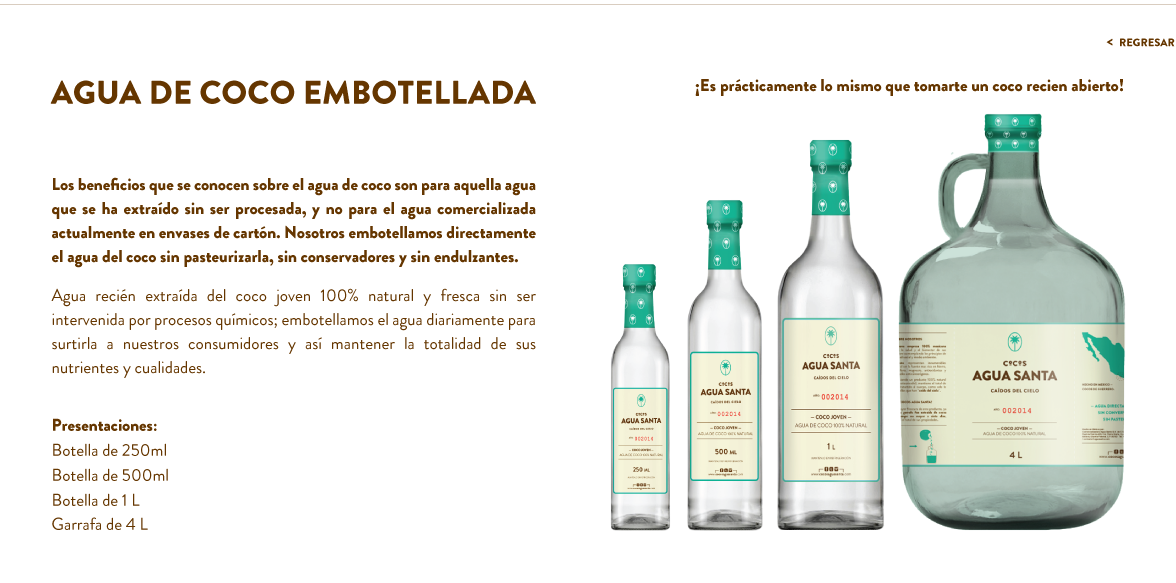 < REGRESAR
AGUA DE COCO EMBOTELLADA
¡Es prácticamente lo mismo que tomarte un coco recien abierto!
Los beneficios que se conocen sobre el agua de coco son para aquella agua
que se ha extraído sin ser procesada, y no para el agua comercializada
actualmente en envases de cartón. Nosotros embotellamos directamente
el agua del coco sin pasteurizarla, sin conservadores y sin endulzantes.
Agua recién extraída del coco joven 100% natural y fresca sin ser
intervenida por procesos químicos; embotellamos el agua diariamente para
surtirla a nuestros consumidores y así mantener la totalidad de sus
nutrientes y cualidades.
Presentaciones:
Botella de 250ml
Botella de 500ml
Botella de 1 L
Garrafa de 4 L
COCOS
AGUA SANTA
CAÍDOS DEL CIELO
002014
COCO JOVEN
AGUA DE COCO 100% NATURAL
250 ML
COCOS
AGUA SANTA
CAÍDOS DEL CIELO
002014
— COCO JOVEN —
AGUA DE COCO 100% NATURAL
500 ML
COCOS
AGUA SANTA
CAÍDOS DEL CIELO
002014
— COCO JOVEN —
AGUA DE COCO 100% NATURAL
1 L
COCOS
AGUA SANTA
CAÍDOS DEL CIELO
002014
— COCO JOVEN —
AGUA DE COCO 100% NATURAL
4 L